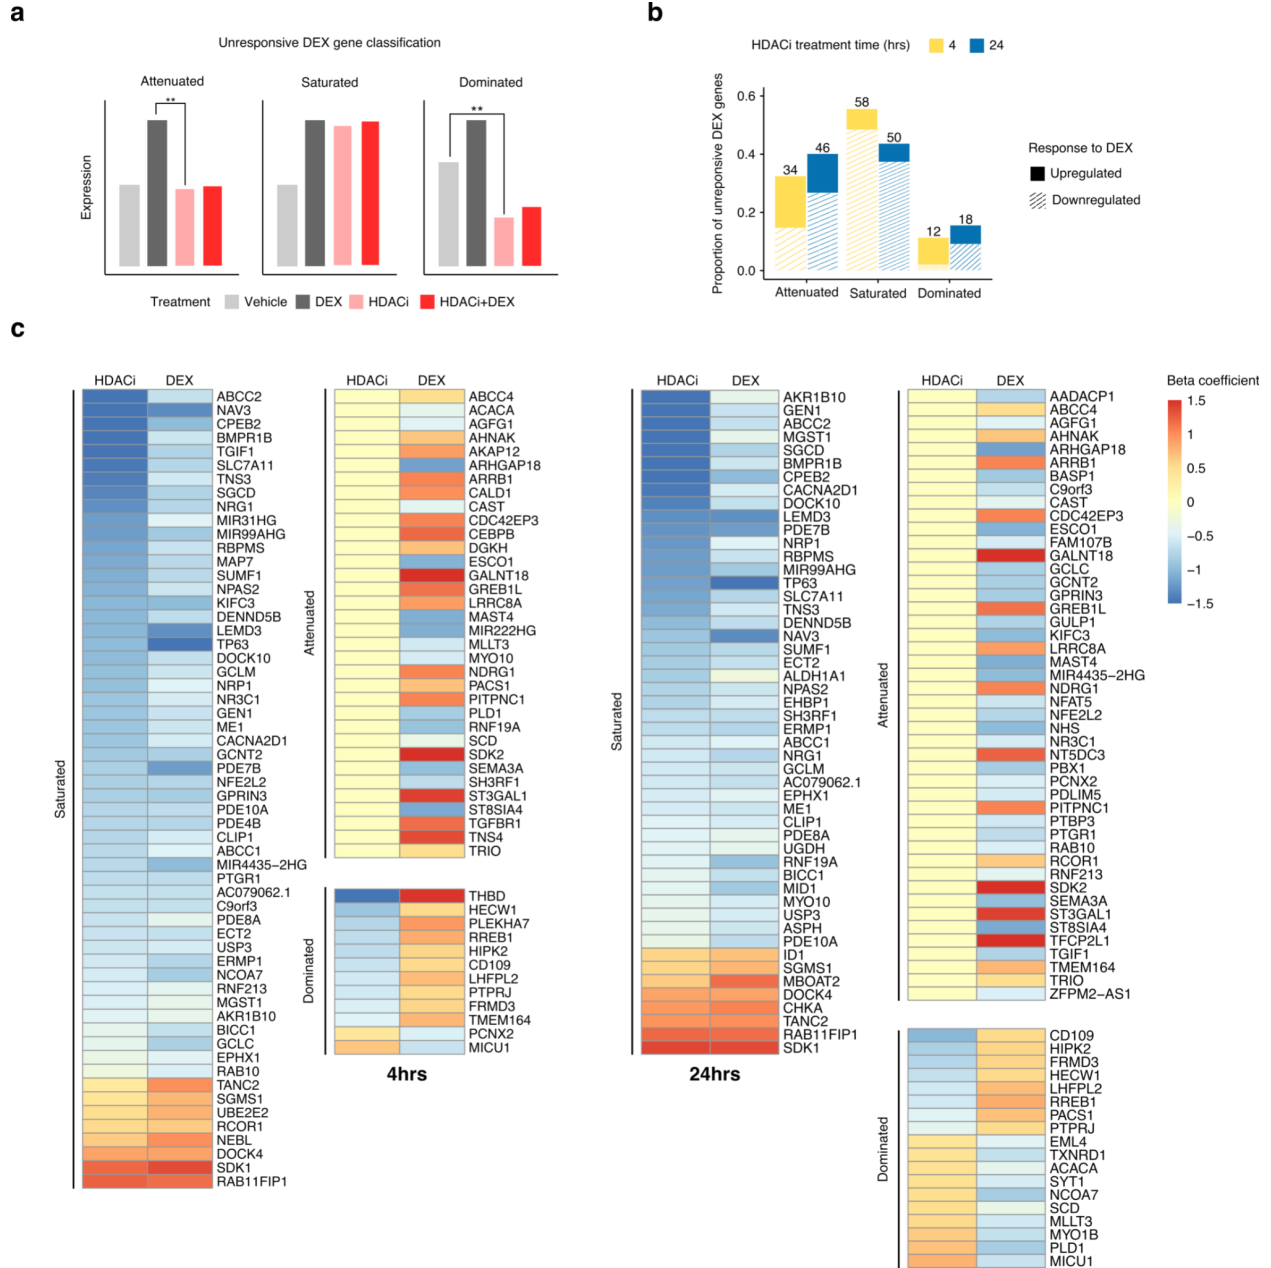 a
Unresponsive DEX gene classification
Attenuated
Saturated
Dominated
**
**
Expression
Treatment
Vehicle
DEX
HDACi
HDACi+DEX
b
HDACi treatment time (hrs)
4
24
Proportion of unresponsive DEX genes
0.6
0.4
0.2
0.0
34
46
58
50
12
18
Attenuated
Saturated
Dominated
Response to DEX
Upregulated
Downregulated
c
HDACi
DEX
Saturated
ABCC2
NAV3
CPEB2
BMPR1B
TGIF1
SLC7A11
TNS3
SGCD
NRG1
MIR31HG
MIR99AHG
RBPMS
MAP7
SUMF1
NPAS2
KIFC3
DENND5B
LEMD3
TP63
DOCK10
GCLM
NRP1
NR3C1
GEN1
ME1
CACNA2D1
GCNT2
PDE7B
NFE2L2
GPRIN3
PDE10A
PDE4B
CLIP1
ABCC1
MIR4435−2HG
PTGR1
AC079062.1
C9orf3
PDE8A
ECT2
USP3
ERMP1
NCOA7
RNF213
MGST1
AKR1B10
BICC1
GCLC
EPHX1
RAB10
TANC2
SGMS1
UBE2E2
RCOR1
NEBL
DOCK4
SDK1
RAB11FIP1
HDACi
DEX
Attenuated
ABCC4
ACACA
AGFG1
AHNAK
AKAP12
ARHGAP18
ARRB1
CALD1
CAST
CDC42EP3
CEBPB
DGKH
ESCO1
GALNT18
GREB1L
LRRC8A
MAST4
MIR222HG
MLLT3
MYO10
NDRG1
PACS1
PITPNC1
PLD1
RNF19A
SCD
SDK2
SEMA3A
SH3RF1
ST3GAL1
ST8SIA4
TGFBR1
TNS4
TRIO
Dominated
THBD
HECW1
PLEKHA7
RREB1
HIPK2
CD109
LHFPL2
PTPRJ
FRMD3
TMEM164
PCNX2
MICU1
4hrs
HDACi
DEX
Saturated
AKR1B10
GEN1
ABCC2
MGST1
SGCD
BMPR1B
CPEB2
CACNA2D1
DOCK10
LEMD3
PDE7B
NRP1
RBPMS
MIR99AHG
TP63
SLC7A11
TNS3
DENND5B
NAV3
SUMF1
ECT2
ALDH1A1
NPAS2
EHBP1
SH3RF1
ERMP1
ABCC1
NRG1
GCLM
AC079062.1
EPHX1
ME1
CLIP1
PDE8A
UGDH
RNF19A
BICC1
MID1
MYO10
USP3
ASPH
PDE10A
ID1
SGMS1
MBOAT2
DOCK4
CHKA
TANC2
RAB11FIP1
SDK1
24hrs
HDACi
DEX
Attenuated
AADACP1
ABCC4
AGFG1
AHNAK
ARHGAP18
ARRB1
BASP1
C9orf3
CAST
CDC42EP3
ESCO1
FAM107B
GALNT18
GCLC
GCNT2
GPRIN3
GREB1L
GULP1
KIFC3
LRRC8A
MAST4
MIR4435−2HG
NDRG1
NFAT5
NFE2L2
NHS
NR3C1
NT5DC3
PBX1
PCNX2
PDLIM5
PITPNC1
PTBP3
PTGR1
RAB10
RCOR1
RNF213
SDK2
SEMA3A
ST3GAL1
ST8SIA4
TFCP2L1
TGIF1
TMEM164
TRIO
ZFPM2−AS1
Dominated
CD109
HIPK2
FRMD3
HECW1
LHFPL2
RREB1
PACS1
PTPRJ
EML4
TXNRD1
ACACA
SYT1
NCOA7
SCD
MLLT3
MYO1B
PLD1
MICU1
Beta coefficient
1.5
1
0.5
0
−0.5
−1
−1.5